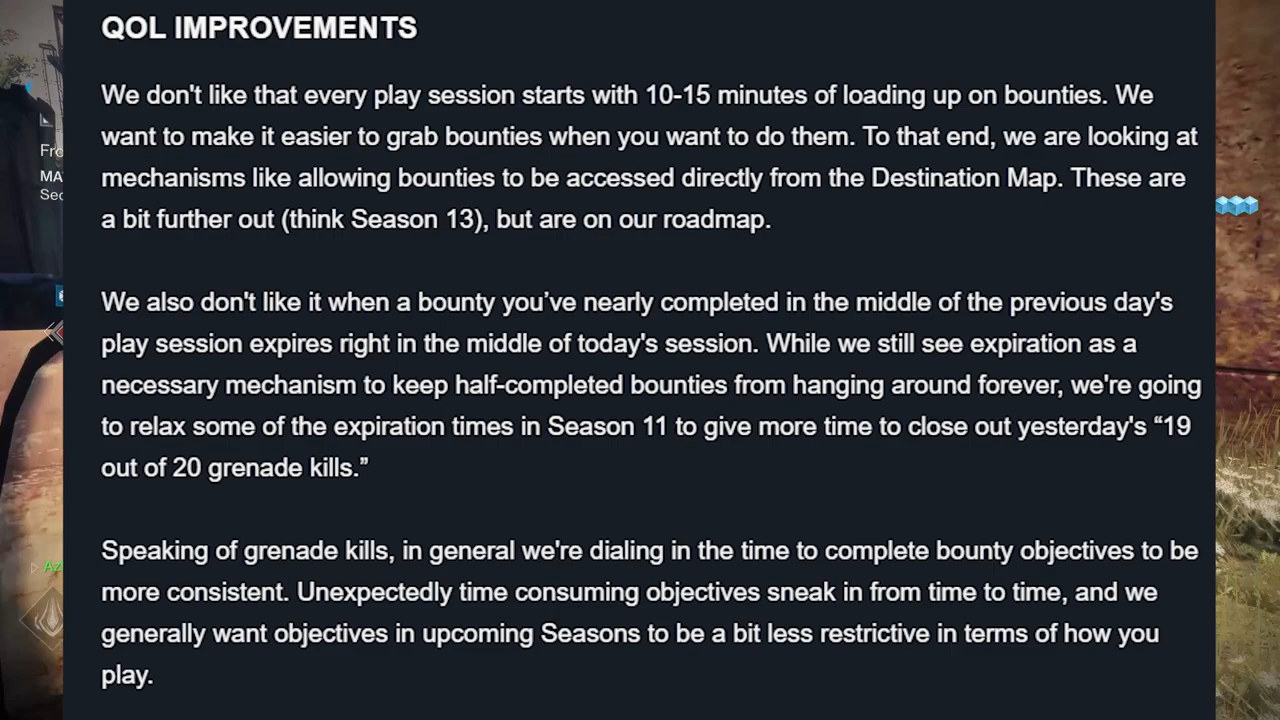 QOL IMPROVEMENTS
We don't like that every play session starts with 10-15 minutes of loading up on bounties. We
want to make it easier to grab bounties when you want to do them. To that end, we are looking at
mechanisms like allowing bounties to be accessed directly from the Destination Map. These are
a bit further out (think Season 13), but are on our roadmap.
We also don't like it when a bounty you’ve nearly completed in the middle of the previous day's
play session expires right in the middle of today's session. While we still see expiration as a
necessary mechanism to keep half-completed bounties from hanging around forever, we're going
to relax some of the expiration times in Season 11 to give more time to close out yesterday's “19
out of 20 grenade kills.”
Speaking of grenade kills, in general we're dialing in the time to complete bounty objectives to be
more consistent. Unexpectedly time consuming objectives sneak in from time to time, and we
generally want objectives in upcoming Seasons to be a bit less restrictive in terms of how you
play.